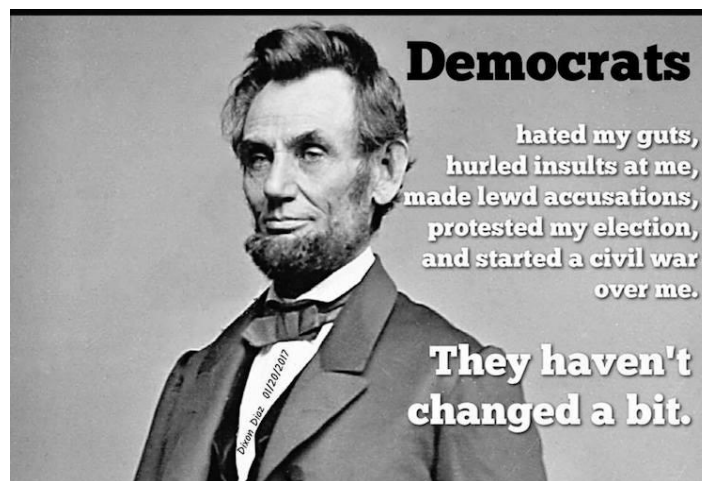 Democrats
hated my guts,
hurled insults at me,
made lewd accusations,
protested my election,
and started a civil war
over me.
They haven't
changed a bit.
Dixon Diaz 01/20/2017